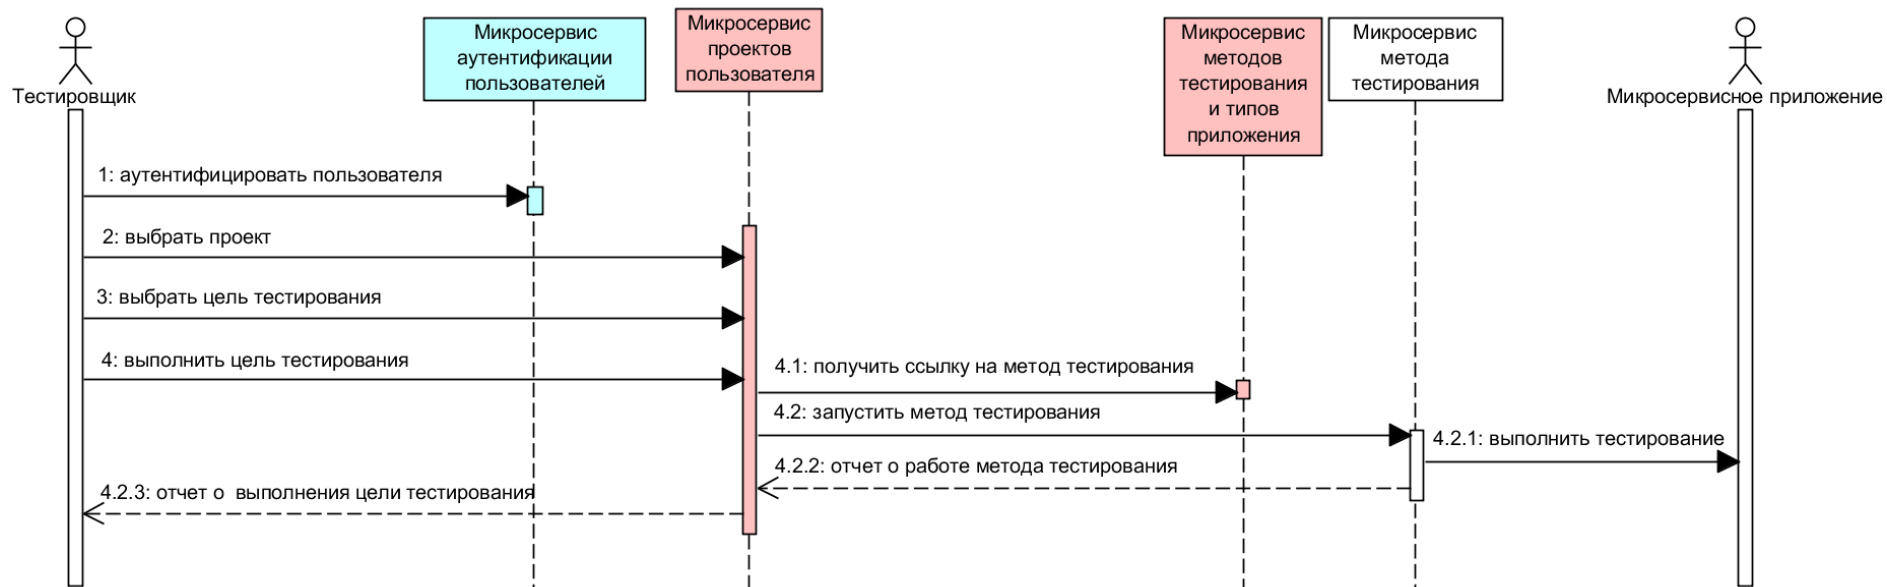 Тестировщик
Микросервис
аутентификации
пользователей
Микросервис
проектов
пользователя
Микросервис
методов
тестирования
и типов
приложения
Микросервис
метода
тестирования
Микросервисное приложение
1: аутентифицировать пользователя
2: выбрать проект
3: выбрать цель тестирования
4: выполнить цель тестирования
4.1: получить ссылку на метод тестирования
4.2: запустить метод тестирования
4.2.1: выполнить тестирование
4.2.2: отчет о работе метода тестирования
4.2.3: отчет о  выполнения цели тестирования